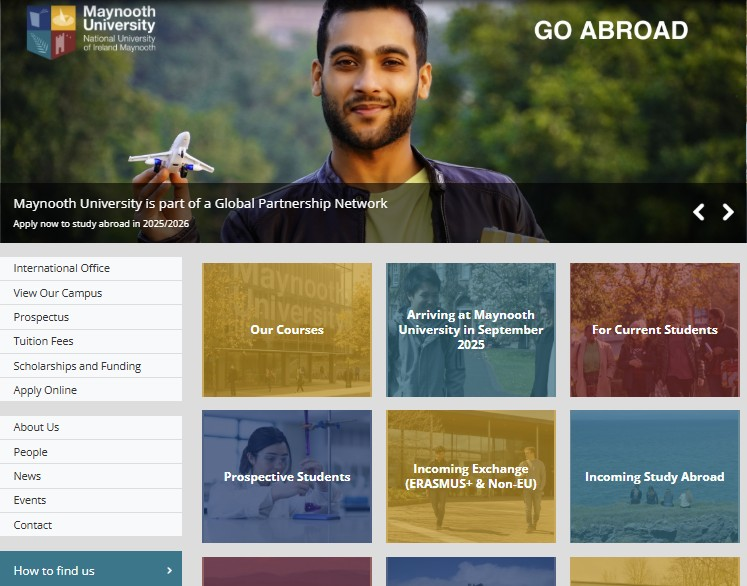 Maynooth
University
National University
of Ireland Maynooth
GO ABROAD
Maynooth University is part of a Global Partnership Network
Apply now to study abroad in 2025/2026
International Office
View Our Campus
Prospectus
Tuition Fees
Scholarships and Funding
Apply Online
About Us
People
News
Events
Contact
How to find us
Maynooth
University
Our Courses
Arriving at Maynooth
University in September
2025
For Current Students
Prospective Students
Incoming Exchange
(ERASMUS+ & Non-EU)
Incoming Study Abroad